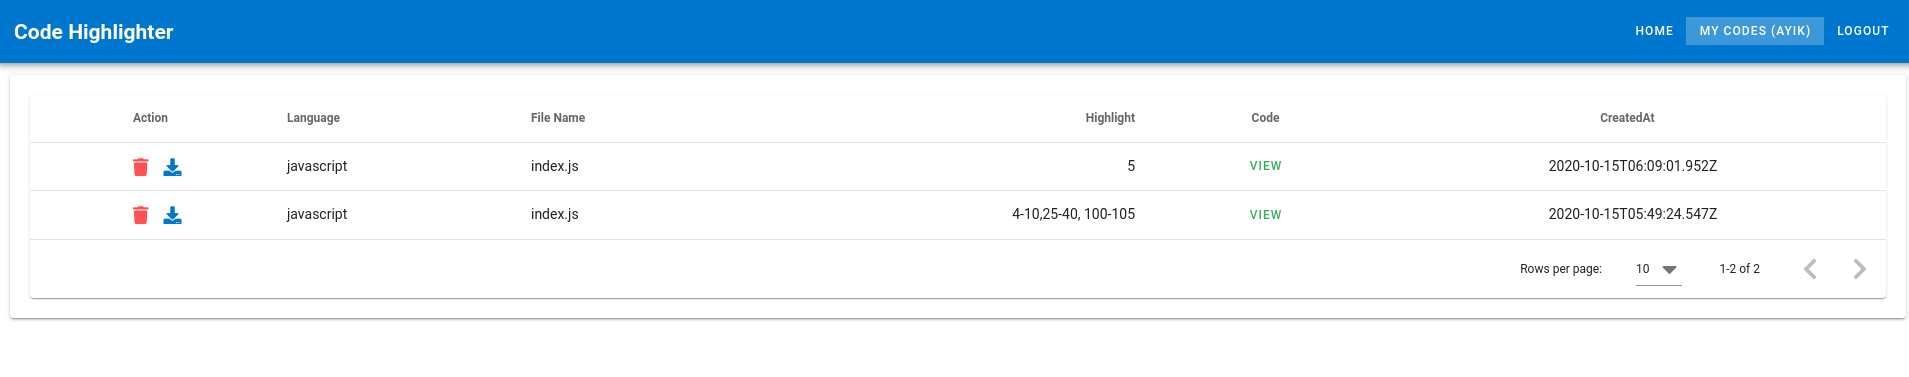 Code Highlighter HOME MY CODES (AYIK) LOGOUT
Action Language File Name Highlight Code CreatedAt
javascript index.js 5 VIEW 2020-10-15T06:09:01.952Z
javascript index.js 4-10,25-40, 100-105 VIEW 2020-10-15T05:49:24.547Z
Rows per page: 10 1-2 of 2